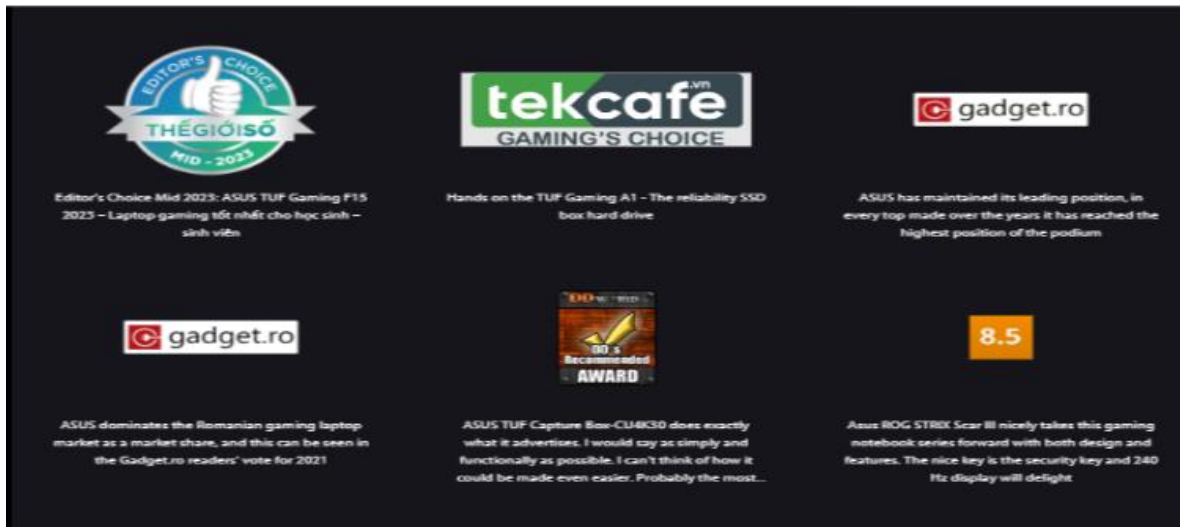 EDITOR'S CHOICE
THẾGIỚISỐ
MID - 2023
Editor's Choice Mid 2023: ASUS TUF Gaming F15
2023 – Laptop gaming tốt nhất cho học sinh –
sinh viên
tekcafe
.vn
GAMING'S CHOICE
Hands on the TUF Gaming A1 - The reliability SSD
box hard drive
gadget.ro
ASUS has maintained its leading position, in
every top made over the years it has reached the
highest position of the podium
gadget.ro
ASUS dominates the Romanian gaming laptop
market as a market share, and this can be seen in
the Gadget.ro readers' vote for 2021
DD
DD's
Recommended
AWARD
ASUS TUF Capture Box-CU4K30 does exactly
what it advertises. I would say as simply and
functionally as possible. I can't think of how it
could be made even easier. Probably the most...
8.5
Asus ROG STRIX Scar III nicely takes this gaming
notebook series forward with both design and
features. The nice key is the security key and 240
Hz display will delight